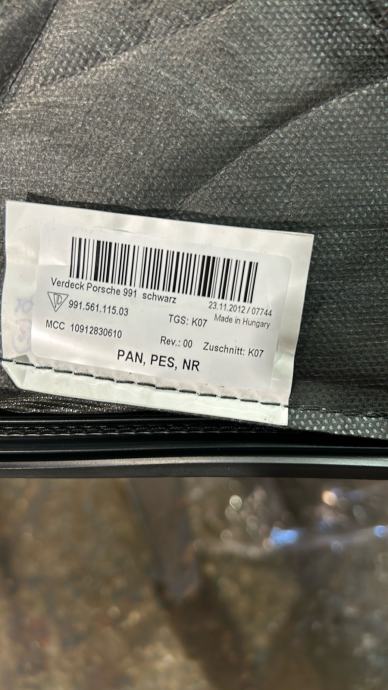 Verdeck Porsche 991 schwarz
23.11.2012 / 07744
991.561.115.03
TGS: K07
Made in Hungary
MCC 10912830610
Rev.: 00
Zuschnitt: K07
PAN, PES, NR